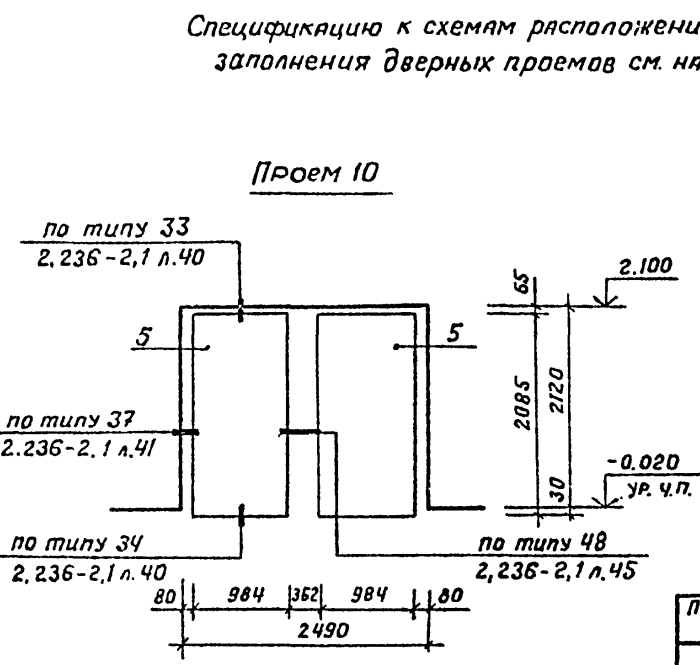 Спецификацию к схемам расположени
заполнения дверных проемов см. на
Проем 10
по типу 33
2,236-2,1 л.40
2.100
65
5
5
2085
2120
по типу 37
2.236-2.1 л.41
-0.020
ур. ч.п.
30
по типу 34
2,236-2,1 л.40
по типу 48
2,236-2,1 л.45
80 984 362 984 80
2490
П